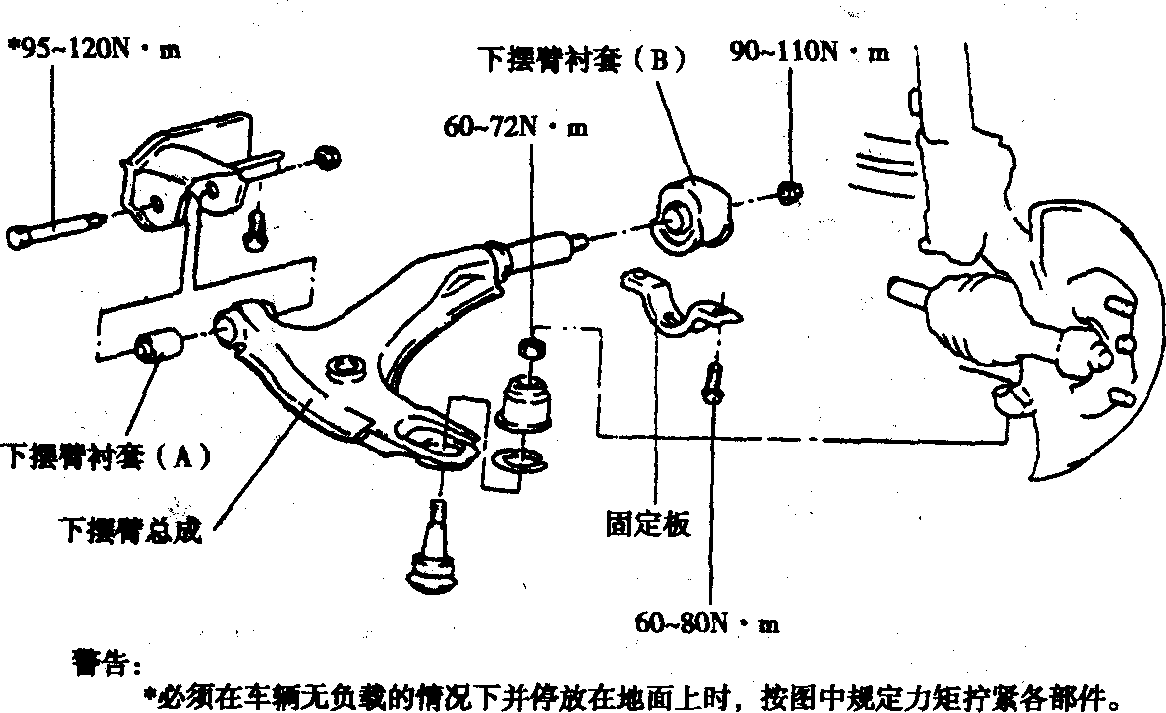 *95~120N·m
下摆臂衬套(B)
90~110N·m
60~72N·m
下摆臂衬套(A)
下摆臂总成
固定板
60~80N·m
警告:
*必须在车辆无负载的情况下并停放在地面上时，按图中规定力矩拧紧各部件。